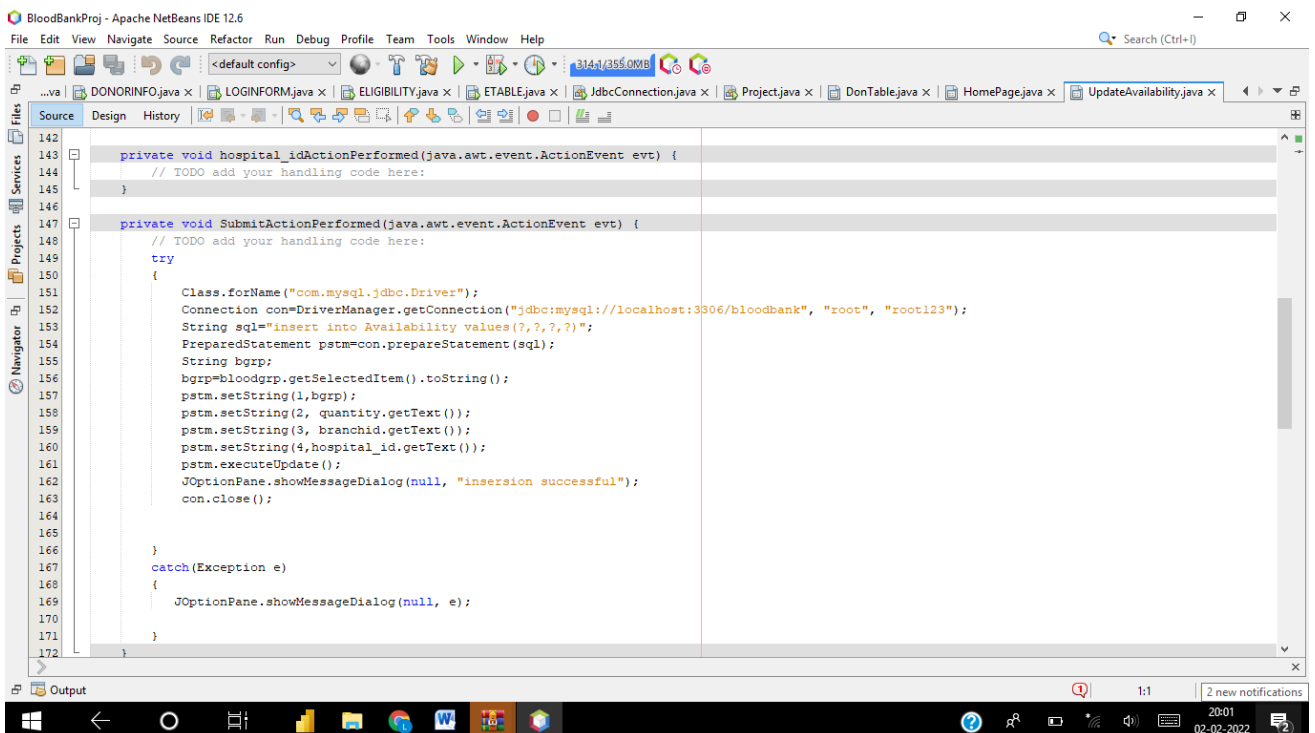 BloodBankProj - Apache NetBeans IDE 12.6
File Edit View Navigate Source Refactor Run Debug Profile Team Tools Window Help
Search (Ctrl+I)
<default config>
314.1/355.0MB
...va DONORINFO.java LOGINFORM.java ELIGIBILITY.java ETABLE.java JdbcConnection.java Project.java DonTable.java HomePage.java UpdateAvailability.java
Source Design History
Files
Services
Projects
Navigator
142
143 private void hospital_idActionPerformed(java.awt.event.ActionEvent evt) {
144 // TODO add your handling code here:
145 }
146
147 private void SubmitActionPerformed(java.awt.event.ActionEvent evt) {
148 // TODO add your handling code here:
149 try
150 {
151 Class.forName("com.mysql.jdbc.Driver");
152 Connection con=DriverManager.getConnection("jdbc:mysql://localhost:3306/bloodbank", "root", "root123");
153 String sql="insert into Availability values(?,?,?,?)";
154 PreparedStatement pstm=con.prepareStatement(sql);
155 String bgrp;
156 bgrp=bloodgrp.getSelectedItem().toString();
157 pstm.setString(1,bgrp);
158 pstm.setString(2, quantity.getText());
159 pstm.setString(3, branchid.getText());
160 pstm.setString(4,hospital_id.getText());
161 pstm.executeUpdate();
162 JOptionPane.showMessageDialog(null, "insersion successful");
163 con.close();
164
165
166 }
167 catch(Exception e)
168 {
169 JOptionPane.showMessageDialog(null, e);
170
171 }
172 }
Output
1
1:1
2 new notifications
20:01
02-02-2022
2